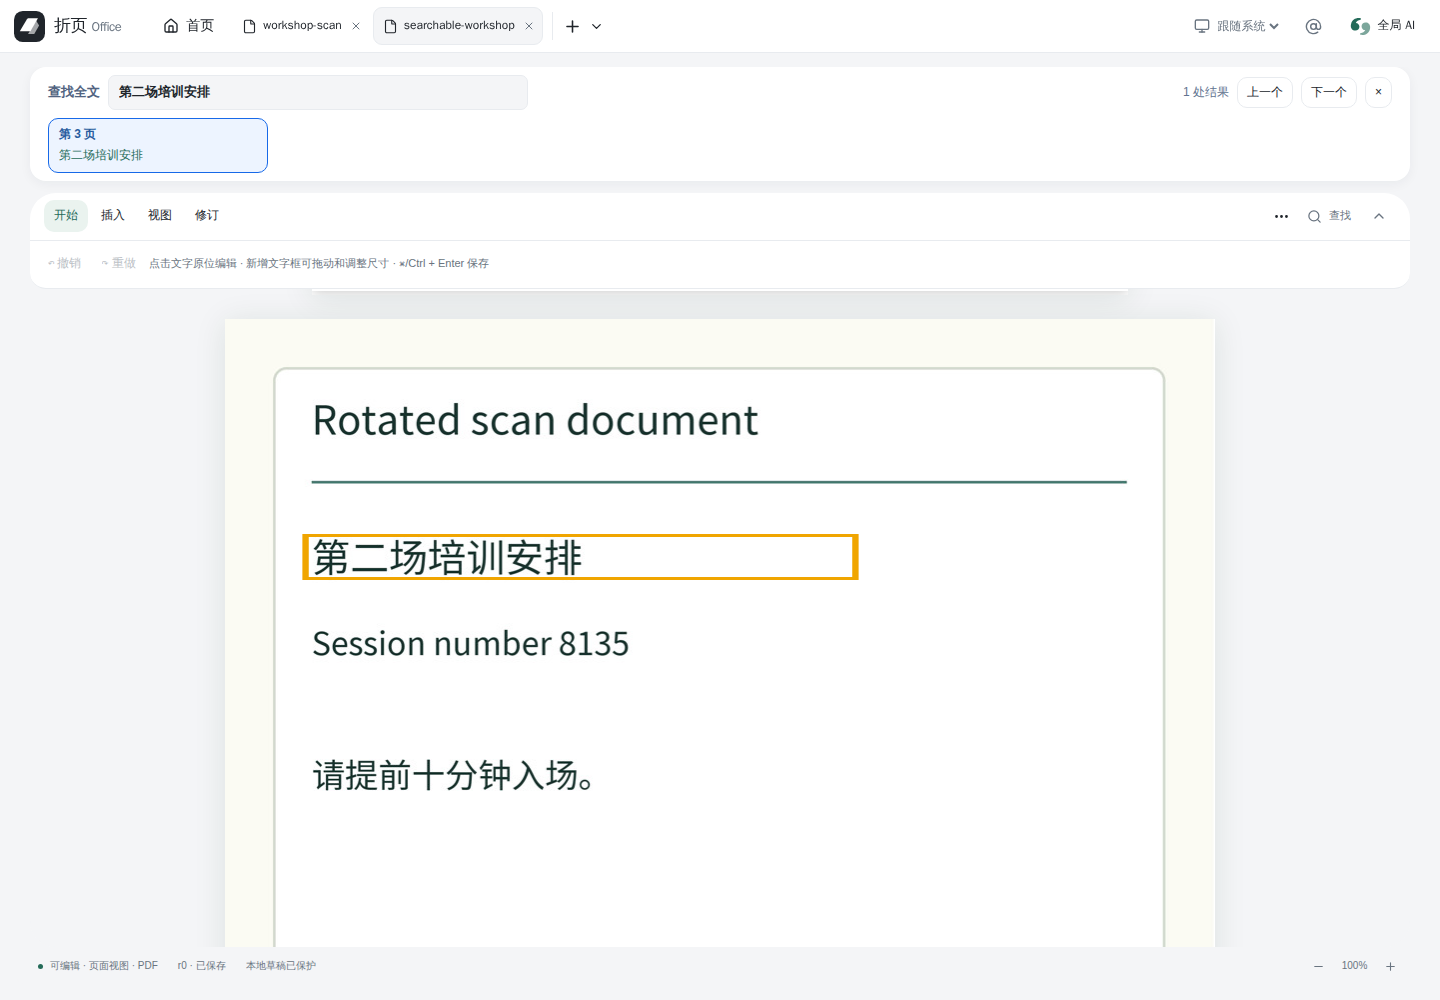 折页 Office
首页
workshop-scan ×
searchable-workshop ×
跟随系统
全局 AI
查找全文
第二场培训安排
1 处结果
上一个
下一个
×
第 3 页
第二场培训安排
开始
插入
视图
修订
查找
撤销
重做
点击文字原位编辑 · 新增文字框可拖动和调整尺寸 · ⌘/Ctrl + Enter 保存
Rotated scan document
第二场培训安排
Session number 8135
请提前十分钟入场。
可编辑 · 页面视图 · PDF
r0 · 已保存
本地草稿已保护
100%